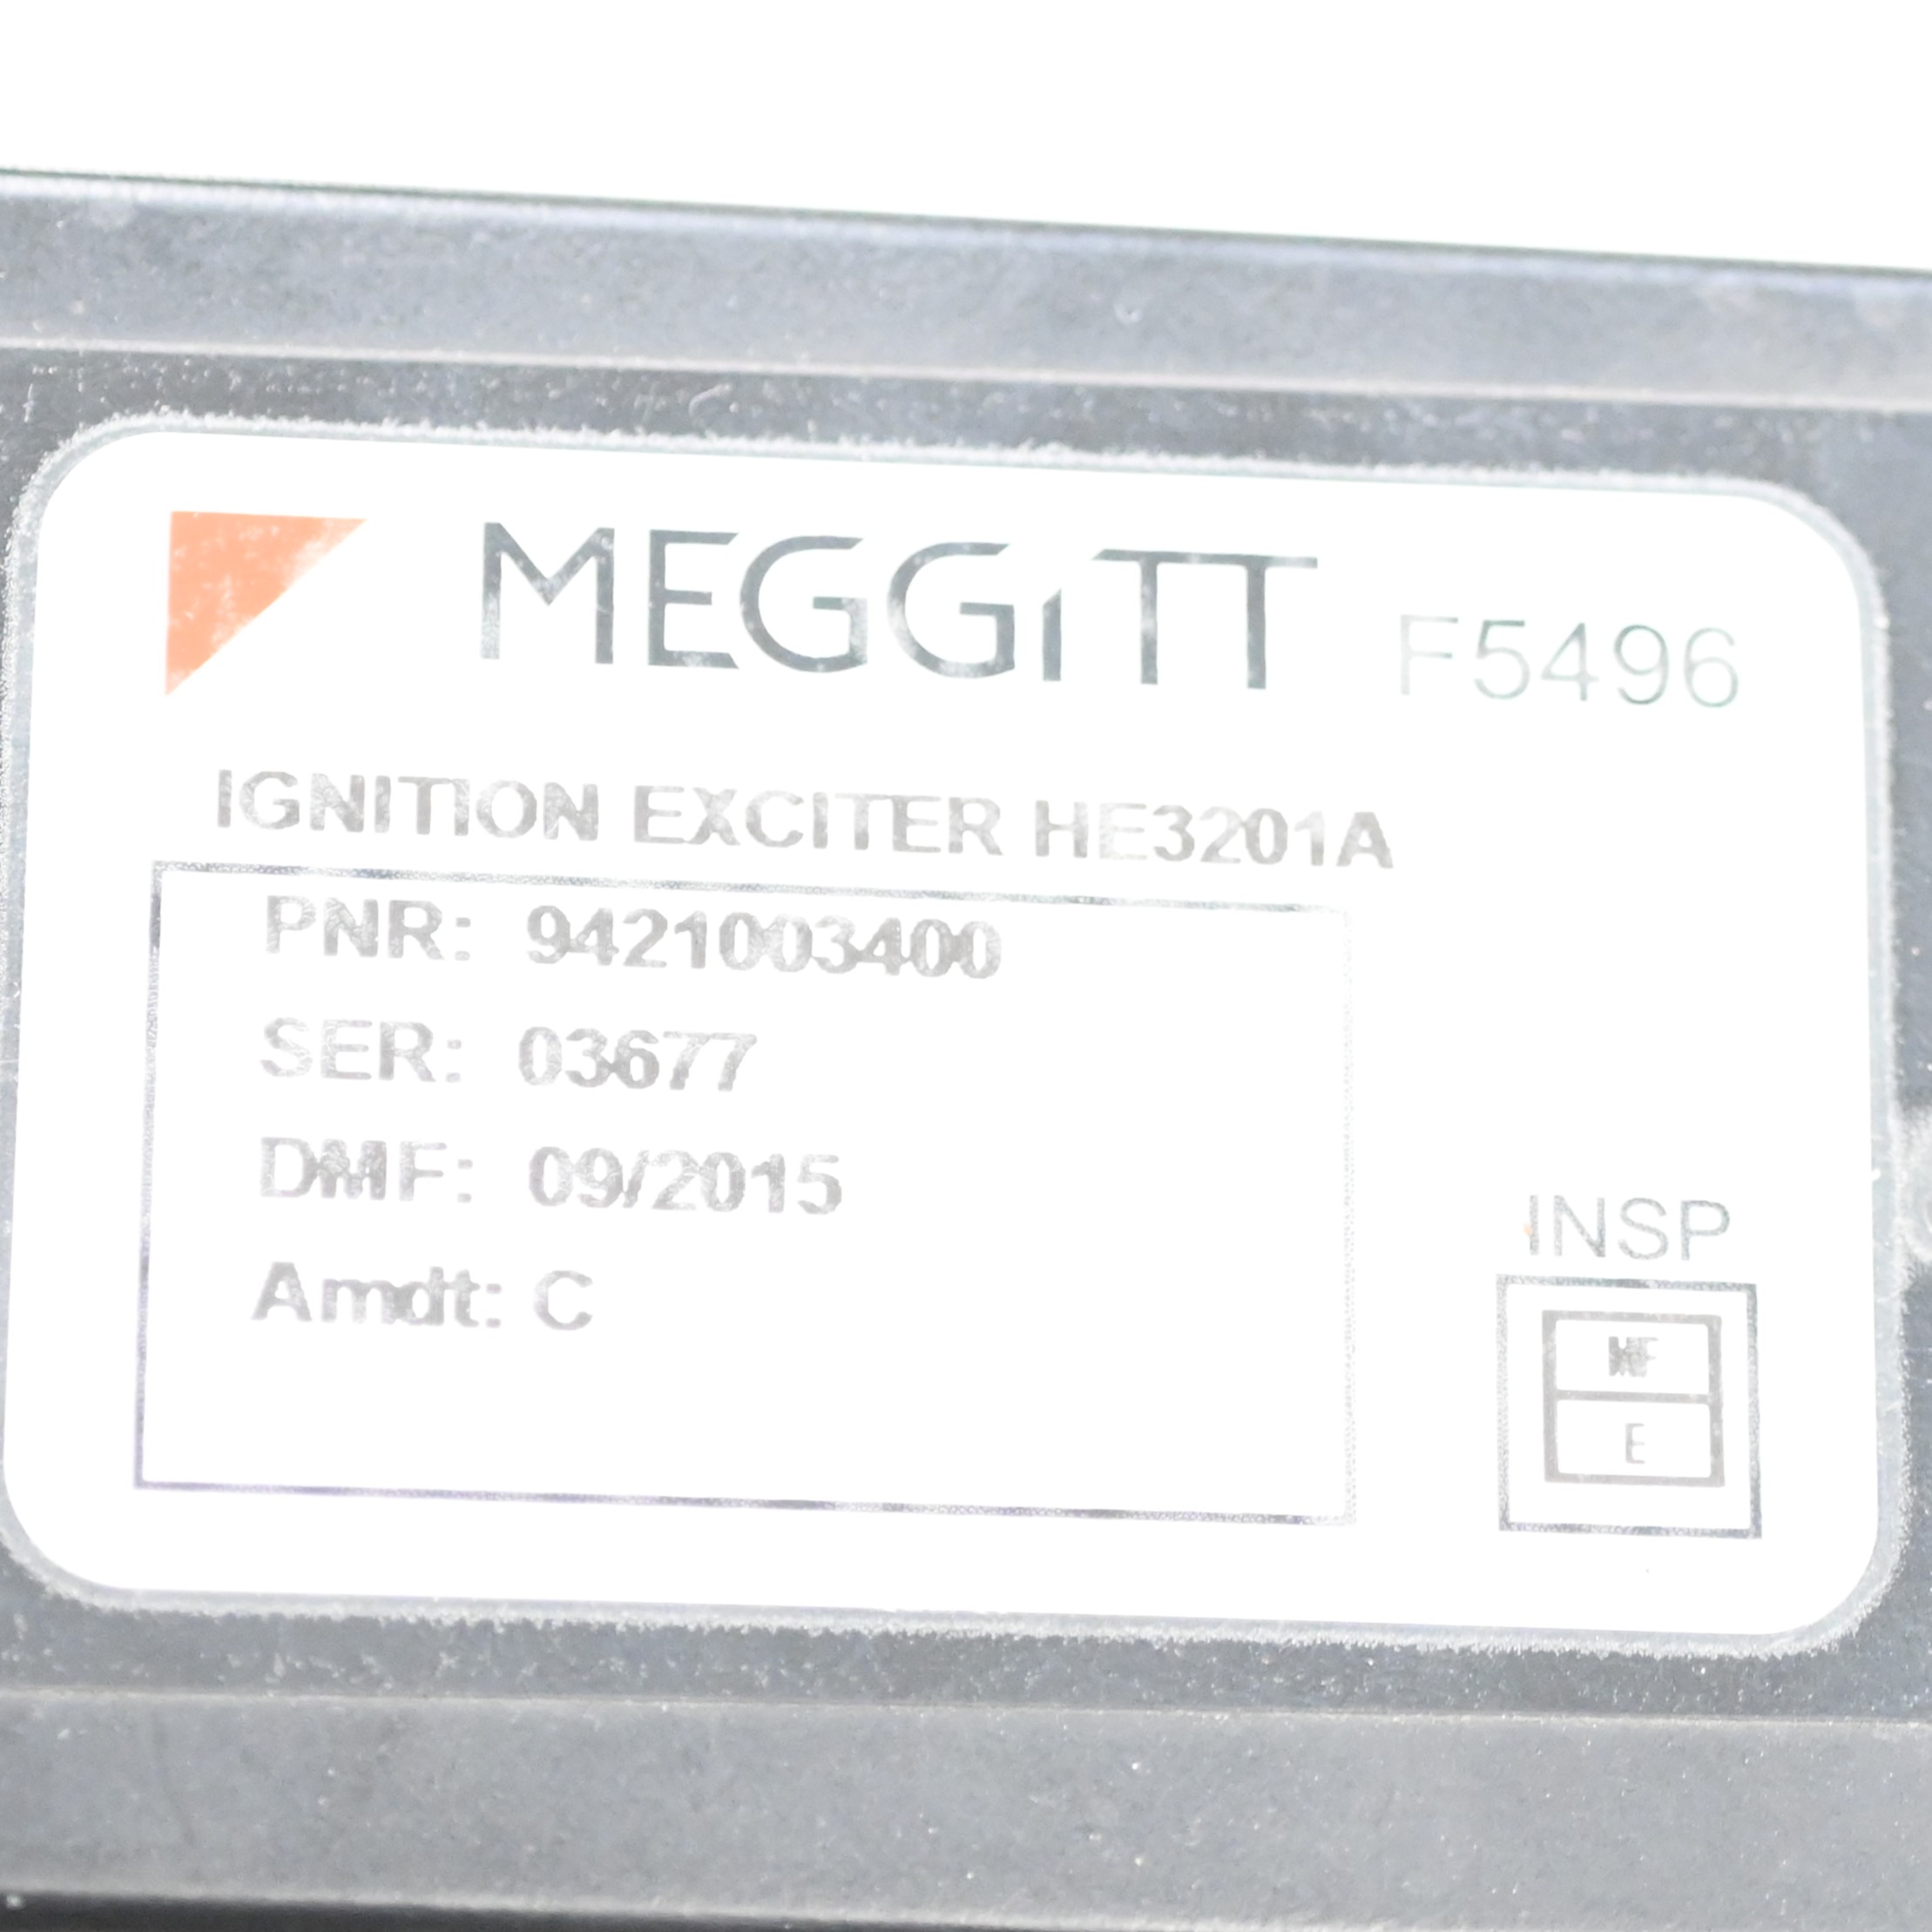 MEGGiTT F5496
IGNITION EXCITER HE3201A
PNR: 9421003400
SER: 03677
DMF: 09/2015
Amdt: C
INSP
E